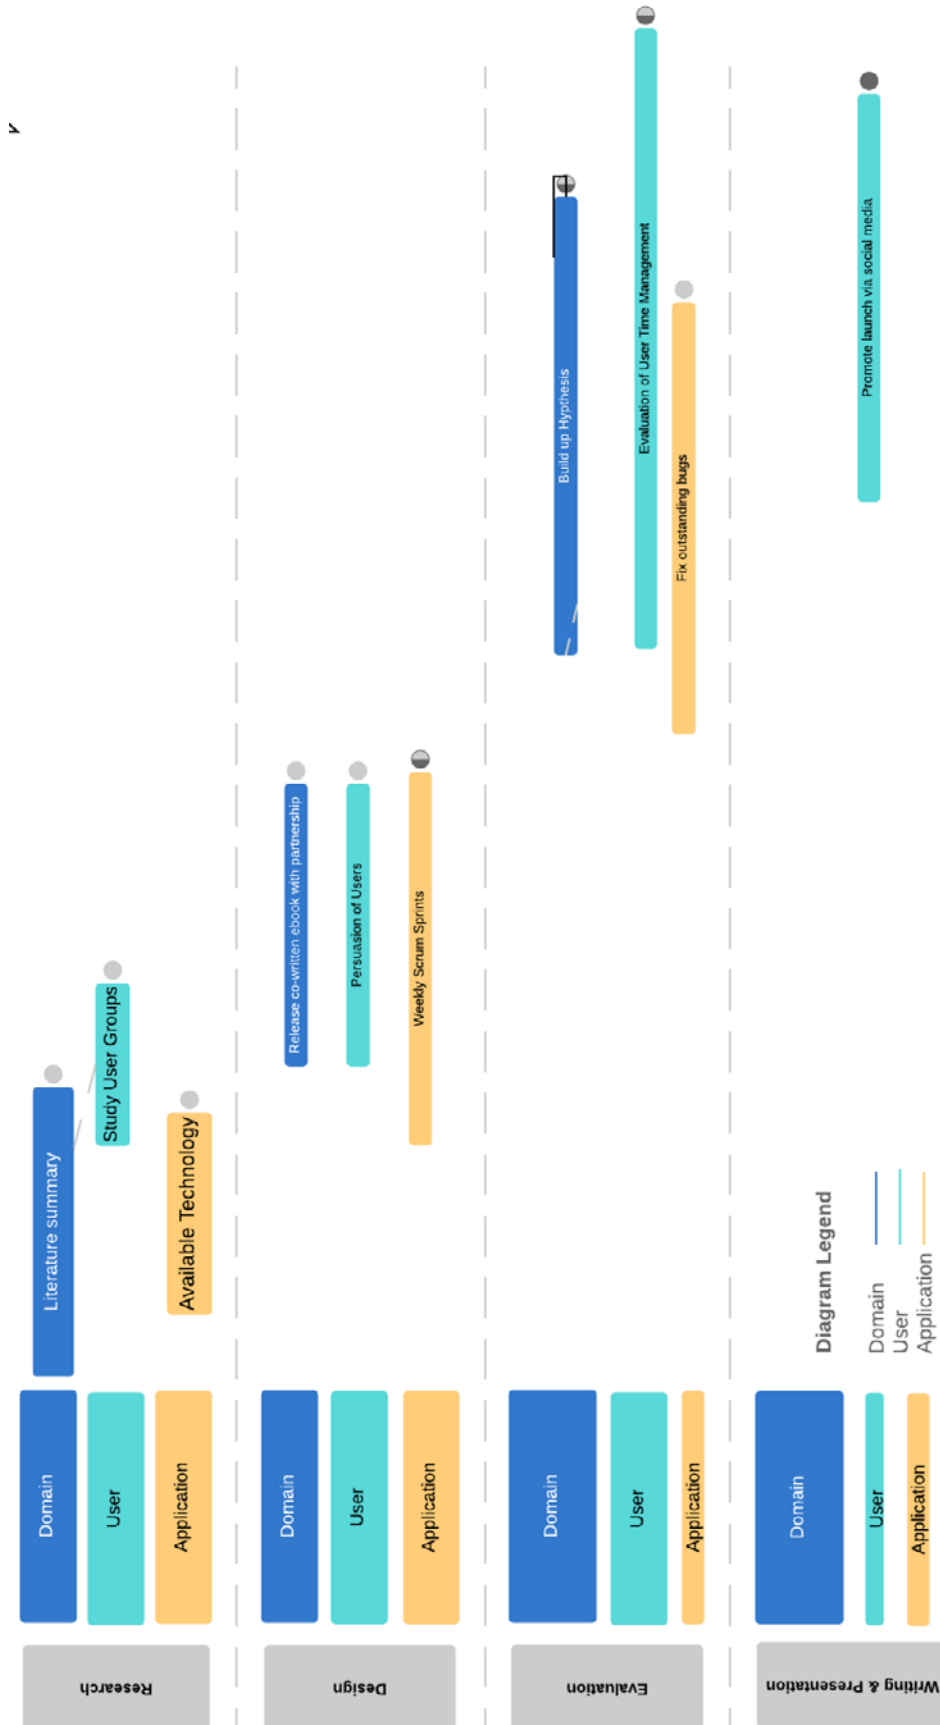 Research
Domain
Literature summary
User
Study User Groups
Application
Available Technology
Design
Domain
Release co-written ebook with partnership
User
Persuasion of Users
Application
Weekly Scrum Sprints
Evaluation
Domain
Build up Hypthesis
User
Evaluation of User Time Management
Application
Fix outstanding bugs
Writing & Presentation
Domain
User
Promote launch via social media
Application
Diagram Legend
Domain
User
Application